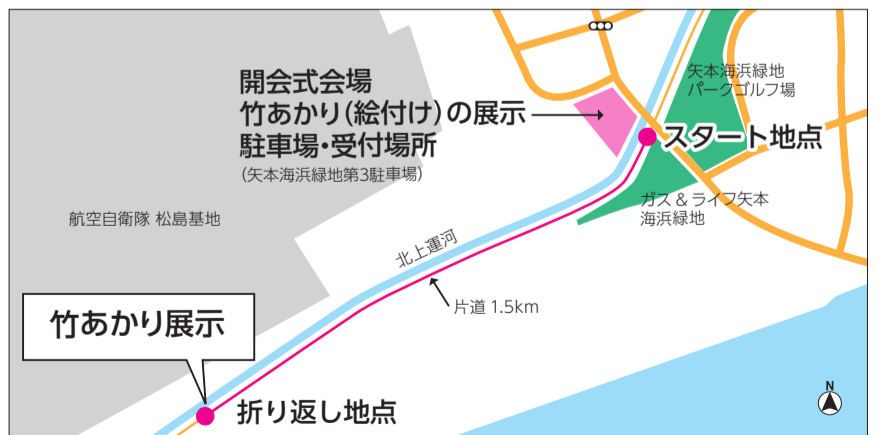 開会式会場
竹あかり（絵付け）の展示
駐車場・受付場所
（矢本海浜緑地第3駐車場）
矢本海浜緑地
パークゴルフ場
スタート地点
ガス＆ライフ矢本
海浜緑地
航空自衛隊 松島基地
北上運河
片道 1.5km
竹あかり展示
折り返し地点
N